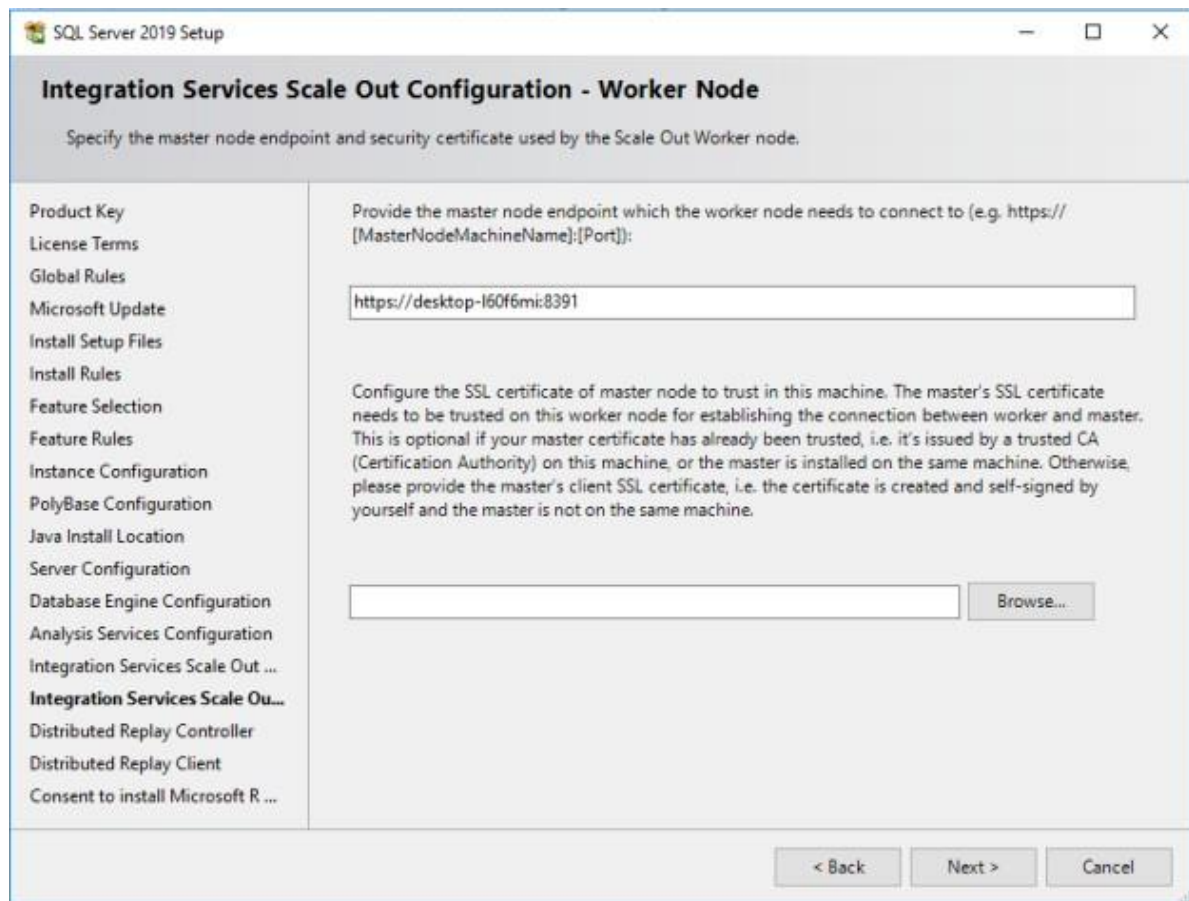 SQL Server 2019 Setup
Integration Services Scale Out Configuration - Worker Node
Specify the master node endpoint and security certificate used by the Scale Out Worker node.
Product Key
License Terms
Global Rules
Microsoft Update
Install Setup Files
Install Rules
Feature Selection
Feature Rules
Instance Configuration
PolyBase Configuration
Java Install Location
Server Configuration
Database Engine Configuration
Analysis Services Configuration
Integration Services Scale Out ...
Integration Services Scale Ou...
Distributed Replay Controller
Distributed Replay Client
Consent to install Microsoft R ...
Provide the master node endpoint which the worker node needs to connect to (e.g. https://
[MasterNodeMachineName]:[Port]):
https://desktop-l60f6mi:8391
Configure the SSL certificate of master node to trust in this machine. The master's SSL certificate
needs to be trusted on this worker node for establishing the connection between worker and master.
This is optional if your master certificate has already been trusted, i.e. it's issued by a trusted CA
(Certification Authority) on this machine, or the master is installed on the same machine. Otherwise,
please provide the master's client SSL certificate, i.e. the certificate is created and self-signed by
yourself and the master is not on the same machine.
Browse...
< Back
Next >
Cancel